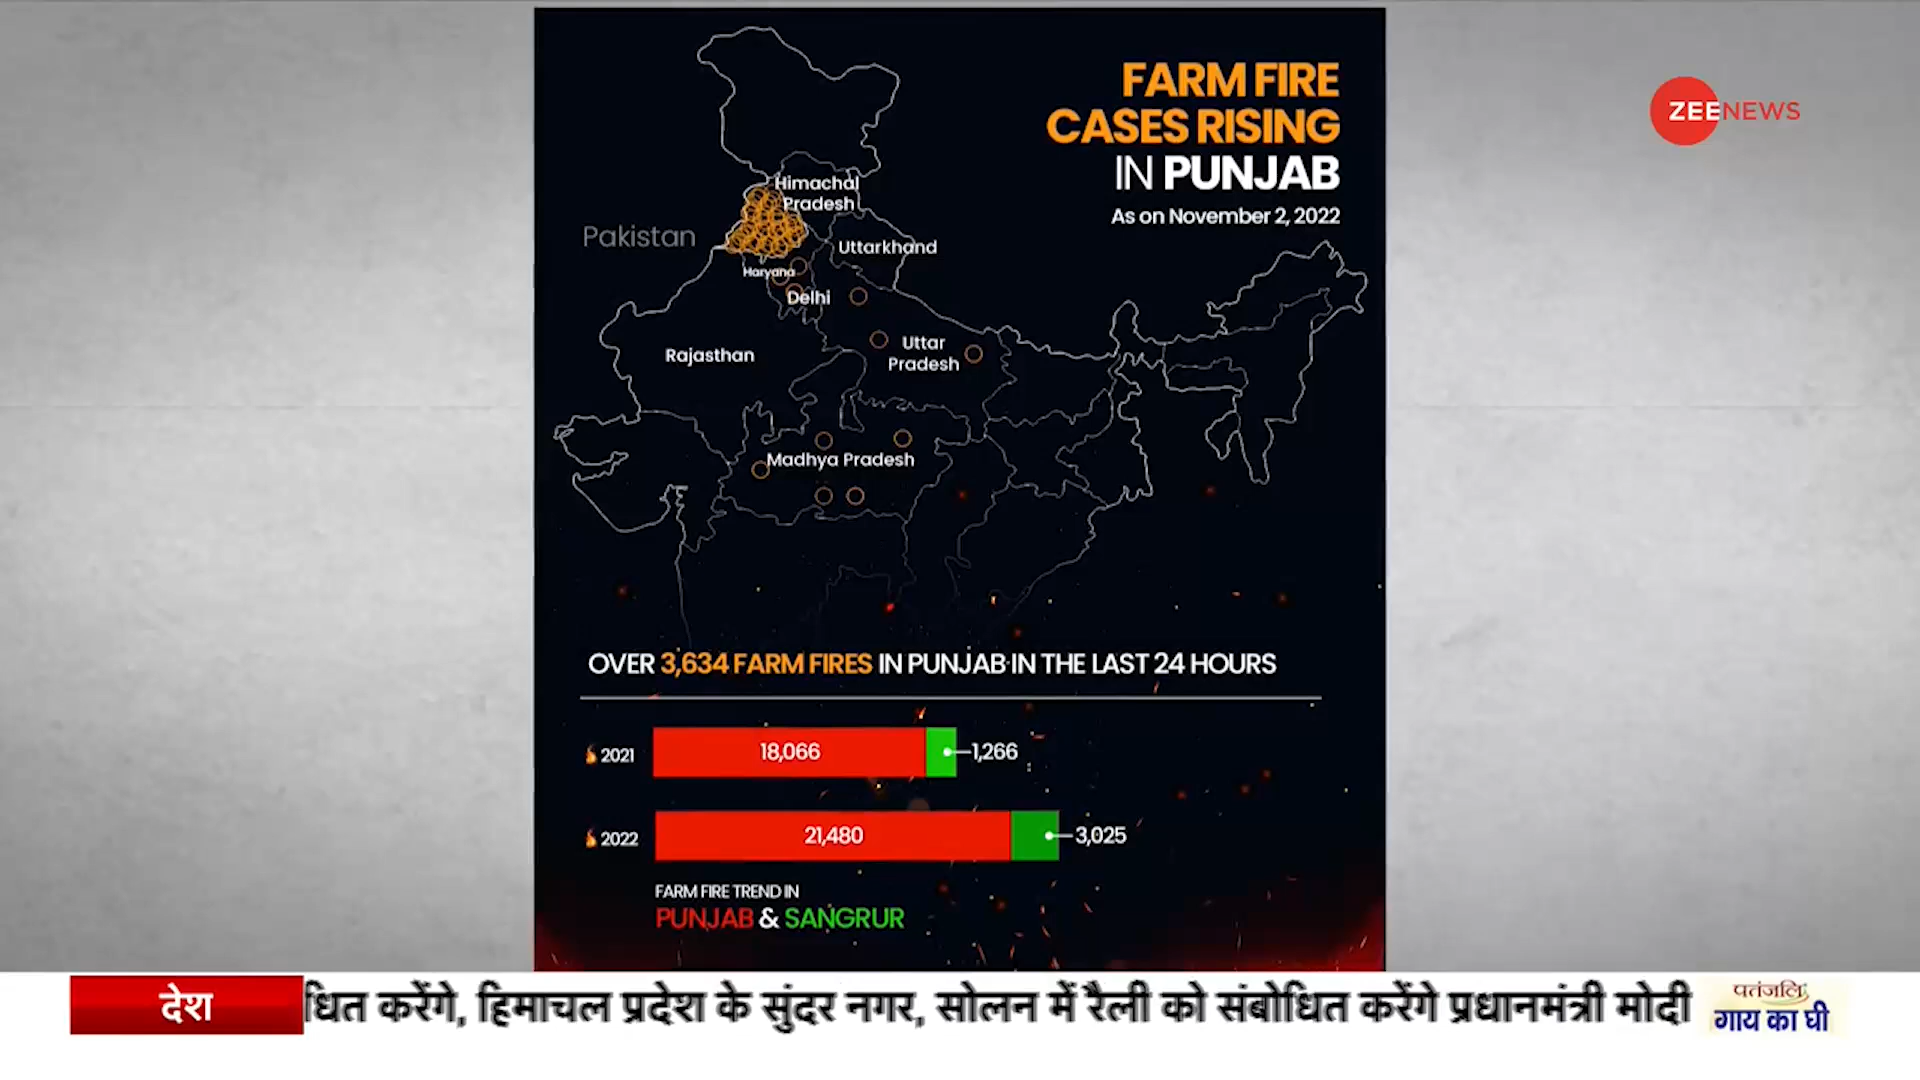 FARM FIRE
CASES RISING
IN PUNJAB
As on November 2, 2022
ZEENEWS
Himachal
Pradesh
Pakistan
Uttarkhand
Haryana
Delhi
Rajasthan
Uttar
Pradesh
Madhya Pradesh
OVER 3,634 FARM FIRES IN PUNJAB IN THE LAST 24 HOURS
2021 18,066 1,266
2022 21,480 3,025
FARM FIRE TREND IN
PUNJAB & SANGRUR
देश
धित करेंगे, हिमाचल प्रदेश के सुंदर नगर, सोलन में रैली को संबोधित करेंगे प्रधानमंत्री मोदी
पतंजलि
गाय का घी